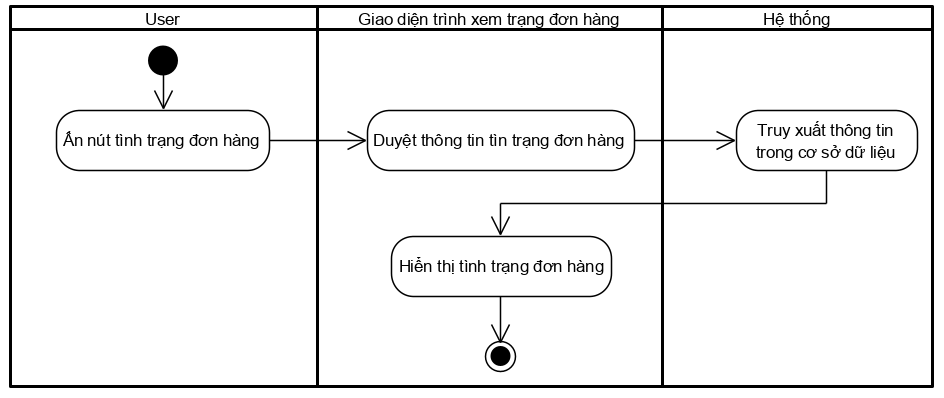 User
Giao diện trình xem trạng đơn hàng
Hệ thống
Ấn nút tình trạng đơn hàng
Duyệt thông tin tìn trạng đơn hàng
Truy xuất thông tin
trong cơ sở dữ liệu
Hiển thị tình trạng đơn hàng